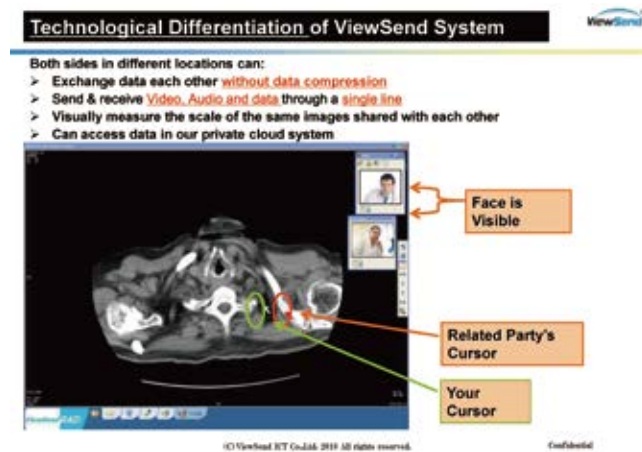 Technological Differentiation of ViewSend System
ViewSend
Both sides in different locations can:
➢ Exchange data each other without data compression
➢ Send & receive Video, Audio and data through a single line
➢ Visually measure the scale of the same images shared with each other
➢ Can access data in our private cloud system
Face is
Visible
Related Party's
Cursor
Your
Cursor
(C) ViewSend ICT Co.,Ltd. 2010 All rights reserved.
Confidential